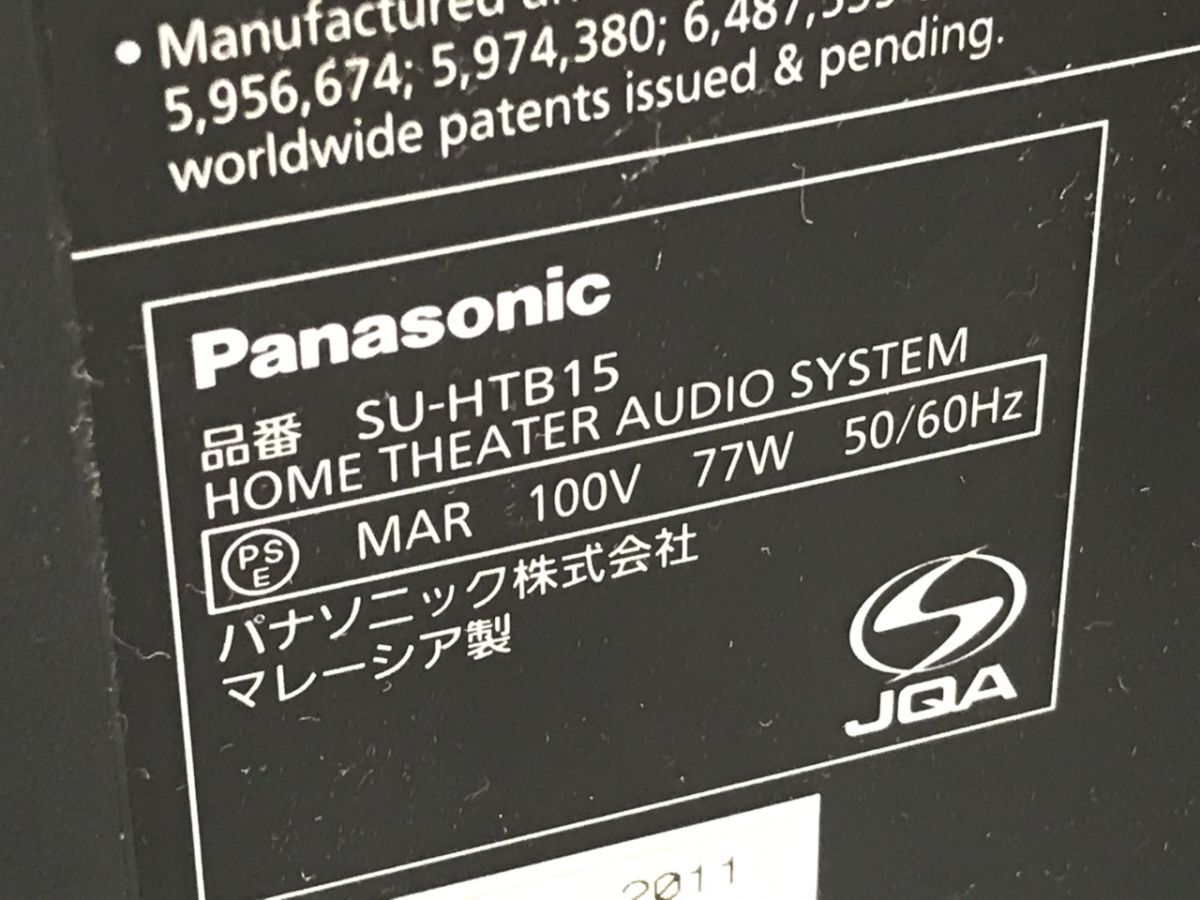 • Manufactured
5,956,674; 5,974,380;
worldwide patents issued & pending.
Panasonic
品番 SU-HTB15
HOME THEATER AUDIO SYSTEM
PSE MAR 100V 77W 50/60Hz
パナソニック株式会社
マレーシア製
JQA
2011